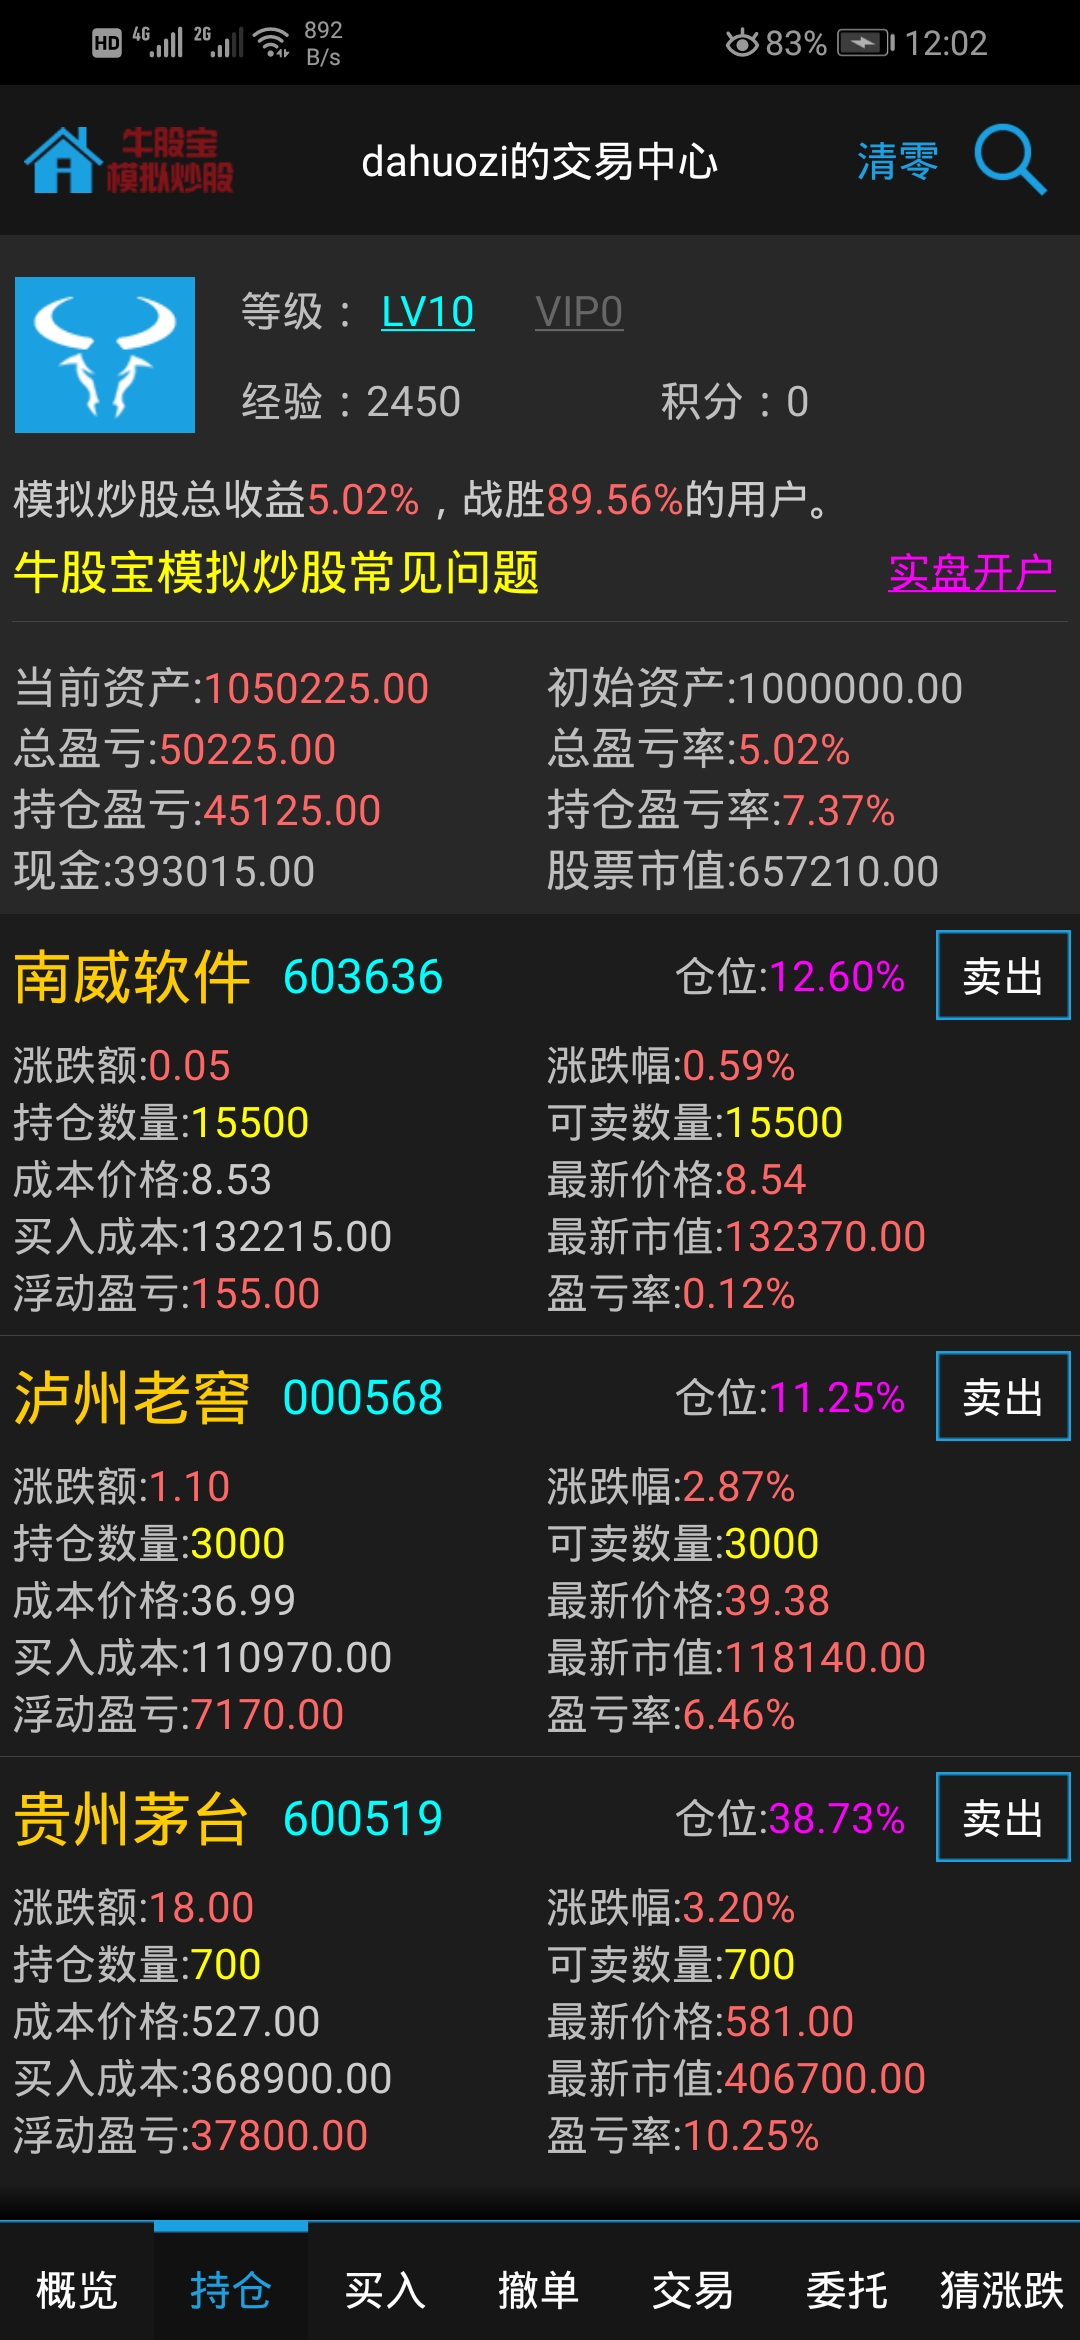 HD 4G 2G 892 B/s 83% 12:02
牛股宝
模拟炒股
dahuozi的交易中心 清零
等级：LV10 VIP0
经验：2450 积分：0
模拟炒股总收益5.02%，战胜89.56%的用户。
牛股宝模拟炒股常见问题 实盘开户
当前资产:1050225.00 初始资产:1000000.00
总盈亏:50225.00 总盈亏率:5.02%
持仓盈亏:45125.00 持仓盈亏率:7.37%
现金:393015.00 股票市值:657210.00
南威软件 603636 仓位:12.60% 卖出
涨跌额:0.05 涨跌幅:0.59%
持仓数量:15500 可卖数量:15500
成本价格:8.53 最新价格:8.54
买入成本:132215.00 最新市值:132370.00
浮动盈亏:155.00 盈亏率:0.12%
泸州老窖 000568 仓位:11.25% 卖出
涨跌额:1.10 涨跌幅:2.87%
持仓数量:3000 可卖数量:3000
成本价格:36.99 最新价格:39.38
买入成本:110970.00 最新市值:118140.00
浮动盈亏:7170.00 盈亏率:6.46%
贵州茅台 600519 仓位:38.73% 卖出
涨跌额:18.00 涨跌幅:3.20%
持仓数量:700 可卖数量:700
成本价格:527.00 最新价格:581.00
买入成本:368900.00 最新市值:406700.00
浮动盈亏:37800.00 盈亏率:10.25%
概览 持仓 买入 撤单 交易 委托 猜涨跌